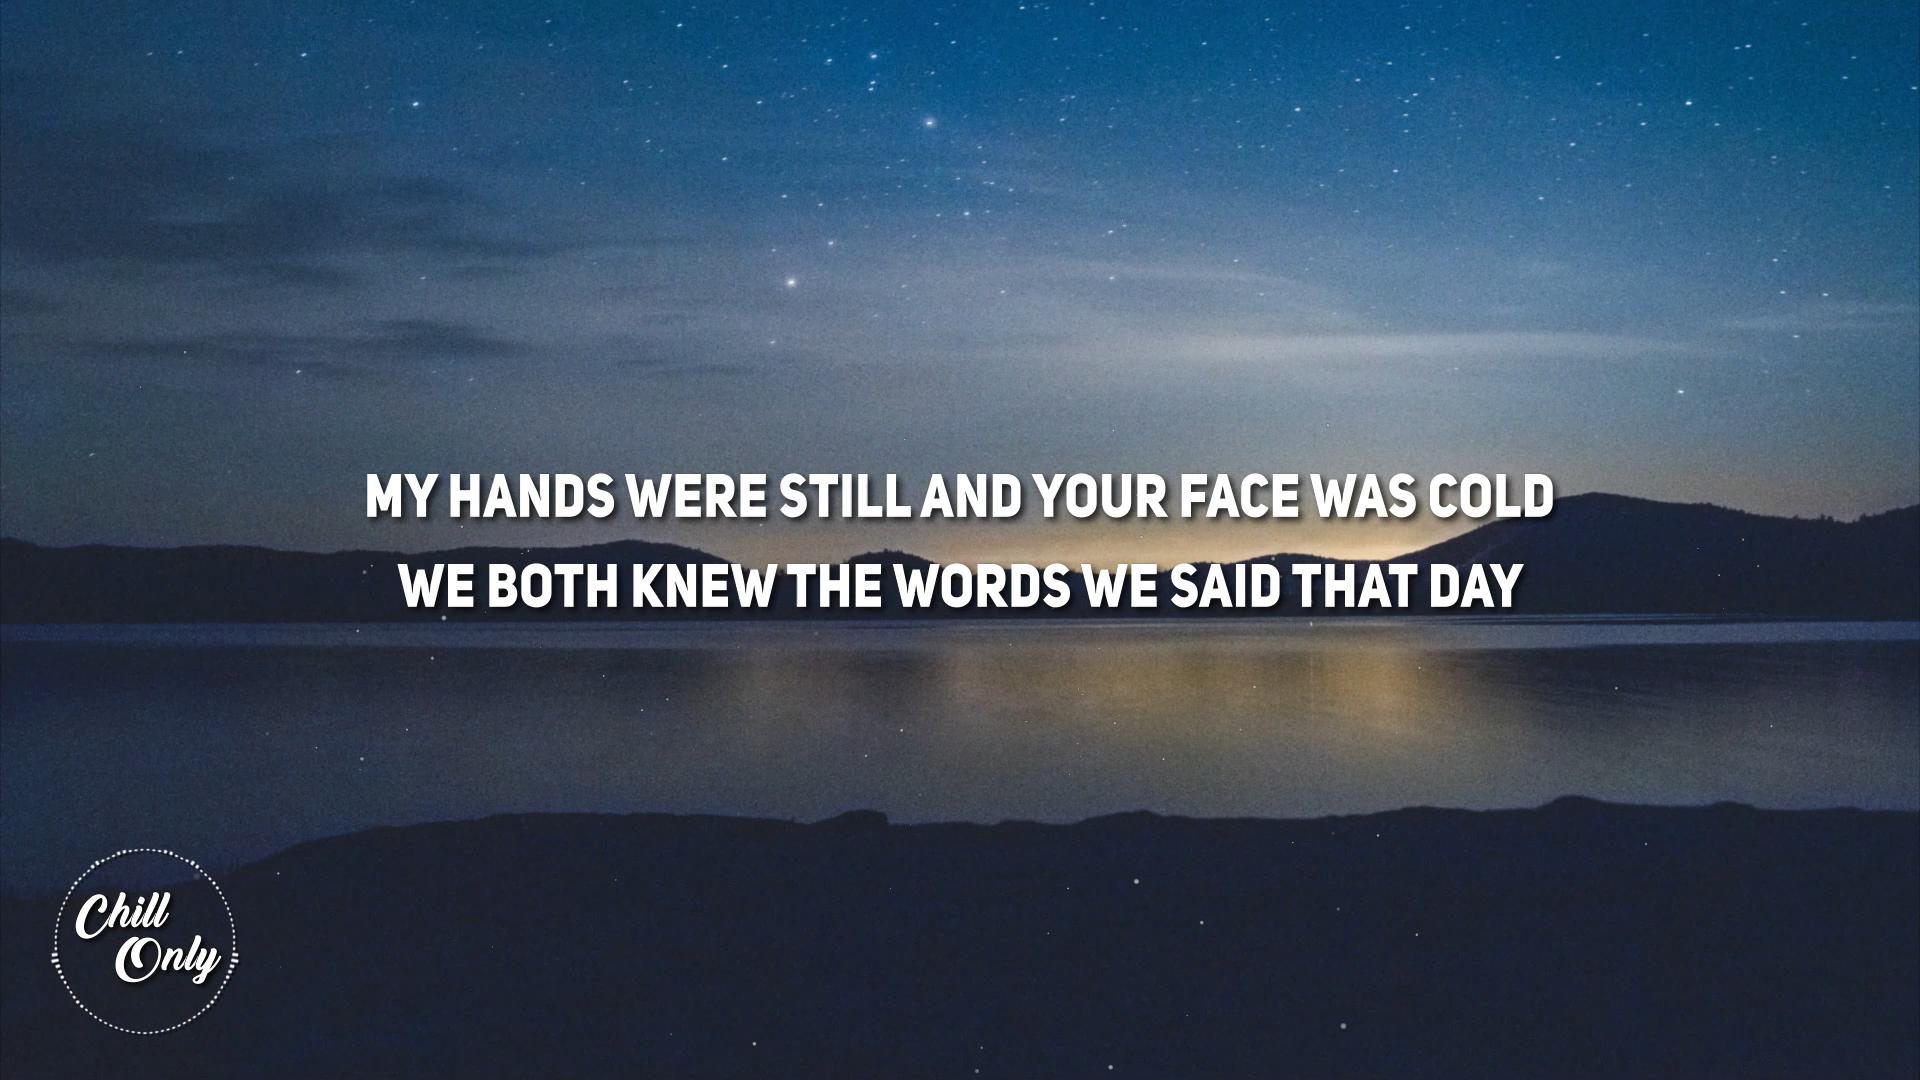 MY HANDS WERE STILL AND YOUR FACE WAS COLD
WE BOTH KNEW THE WORDS WE SAID THAT DAY
Chill
Only